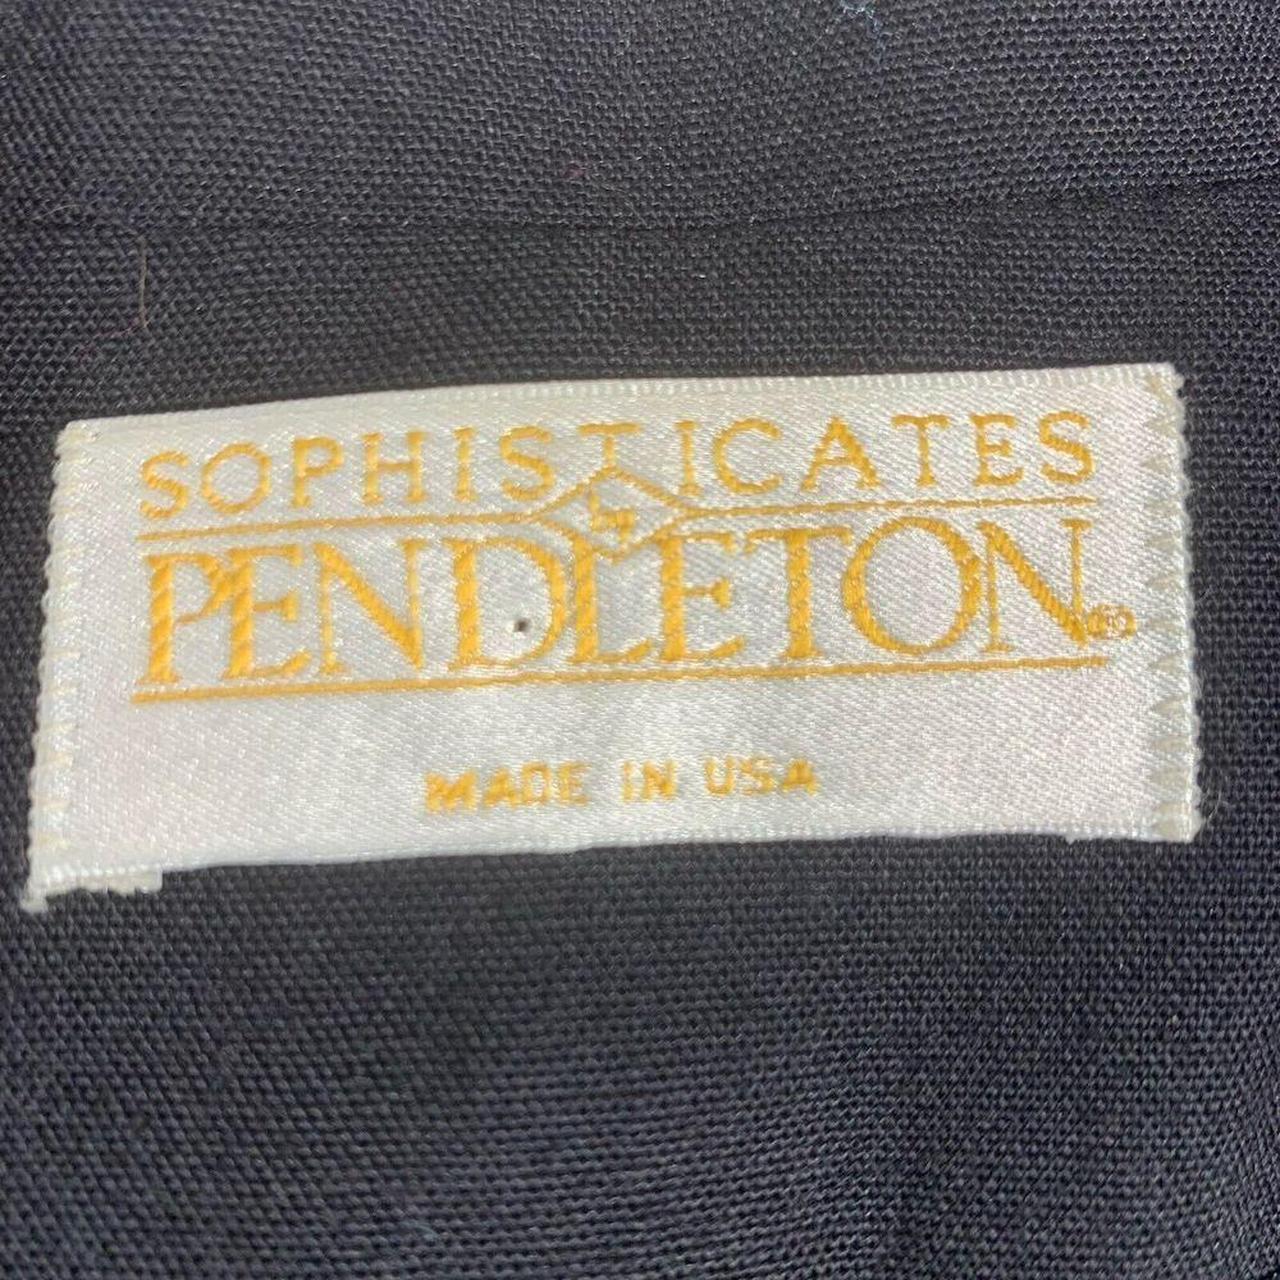 SOPHISTICATES
by
PENDLETON®
MADE IN USA